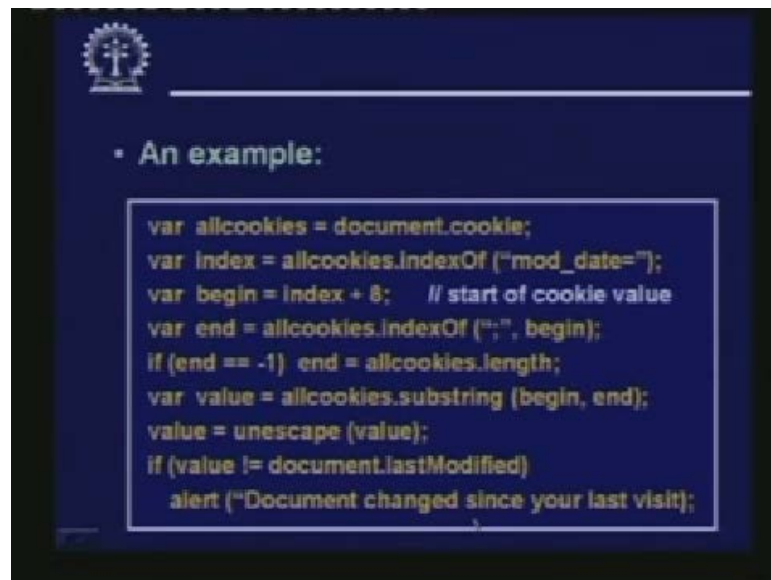 An example:
var allcookies = document.cookie;
var index = allcookies.indexOf (“mod_date=”);
var begin = index + 8; // start of cookie value
var end = allcookies.indexOf (“;”, begin);
if (end == -1) end = allcookies.length;
var value = allcookies.substring (begin, end);
value = unescape (value);
if (value != document.lastModified)
alert (“Document changed since your last visit);